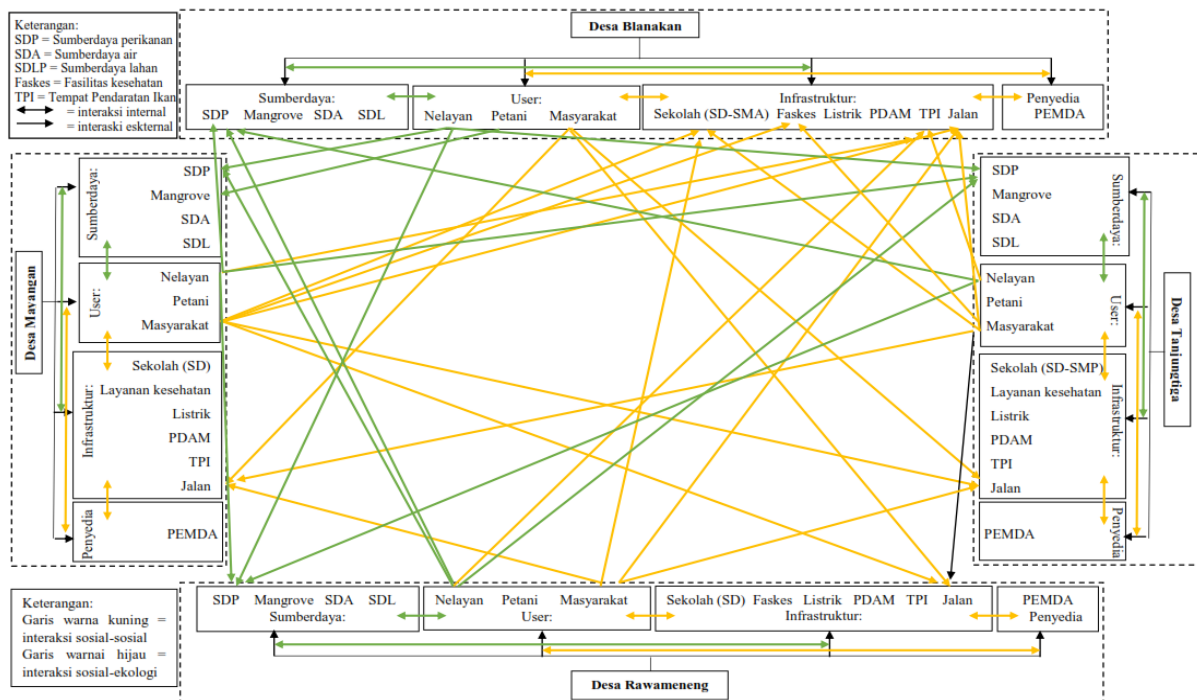 Keterangan:
SDP = Sumberdaya perikanan
SDA = Sumberdaya air
SDLP = Sumberdaya lahan
Faskes = Fasilitas kesehatan
TPI = Tempat Pendaratan Ikan
= interaksi internal
= interaski eskternal
Desa Blanakan
Sumberdaya:
SDP Mangrove SDA SDL
User:
Nelayan Petani Masyarakat
Infrastruktur:
Sekolah (SD-SMA) Faskes Listrik PDAM TPI Jalan
Penyedia
PEMDA
Desa Mayangan
Sumberdaya:
SDP
Mangrove
SDA
SDL
User:
Nelayan
Petani
Masyarakat
Infrastruktur:
Sekolah (SD)
Layanan kesehatan
Listrik
PDAM
TPI
Jalan
Penyedia
PEMDA
SDP
Mangrove
SDA
SDL
Sumberdaya:
Nelayan
Petani
Masyarakat
User:
Sekolah (SD-SMP)
Layanan kesehatan
Listrik
PDAM
TPI
Jalan
Infrastruktur:
PEMDA
Penyedia
Desa Tanjungtiga
Keterangan:
Garis warna kuning =
interaksi sosial-sosial
Garis warnai hijau =
interaksi sosial-ekologi
SDP Mangrove SDA SDL
Sumberdaya:
Nelayan Petani Masyarakat
User:
Sekolah (SD) Faskes Listrik PDAM TPI Jalan
Infrastruktur:
PEMDA
Penyedia
Desa Rawameneng